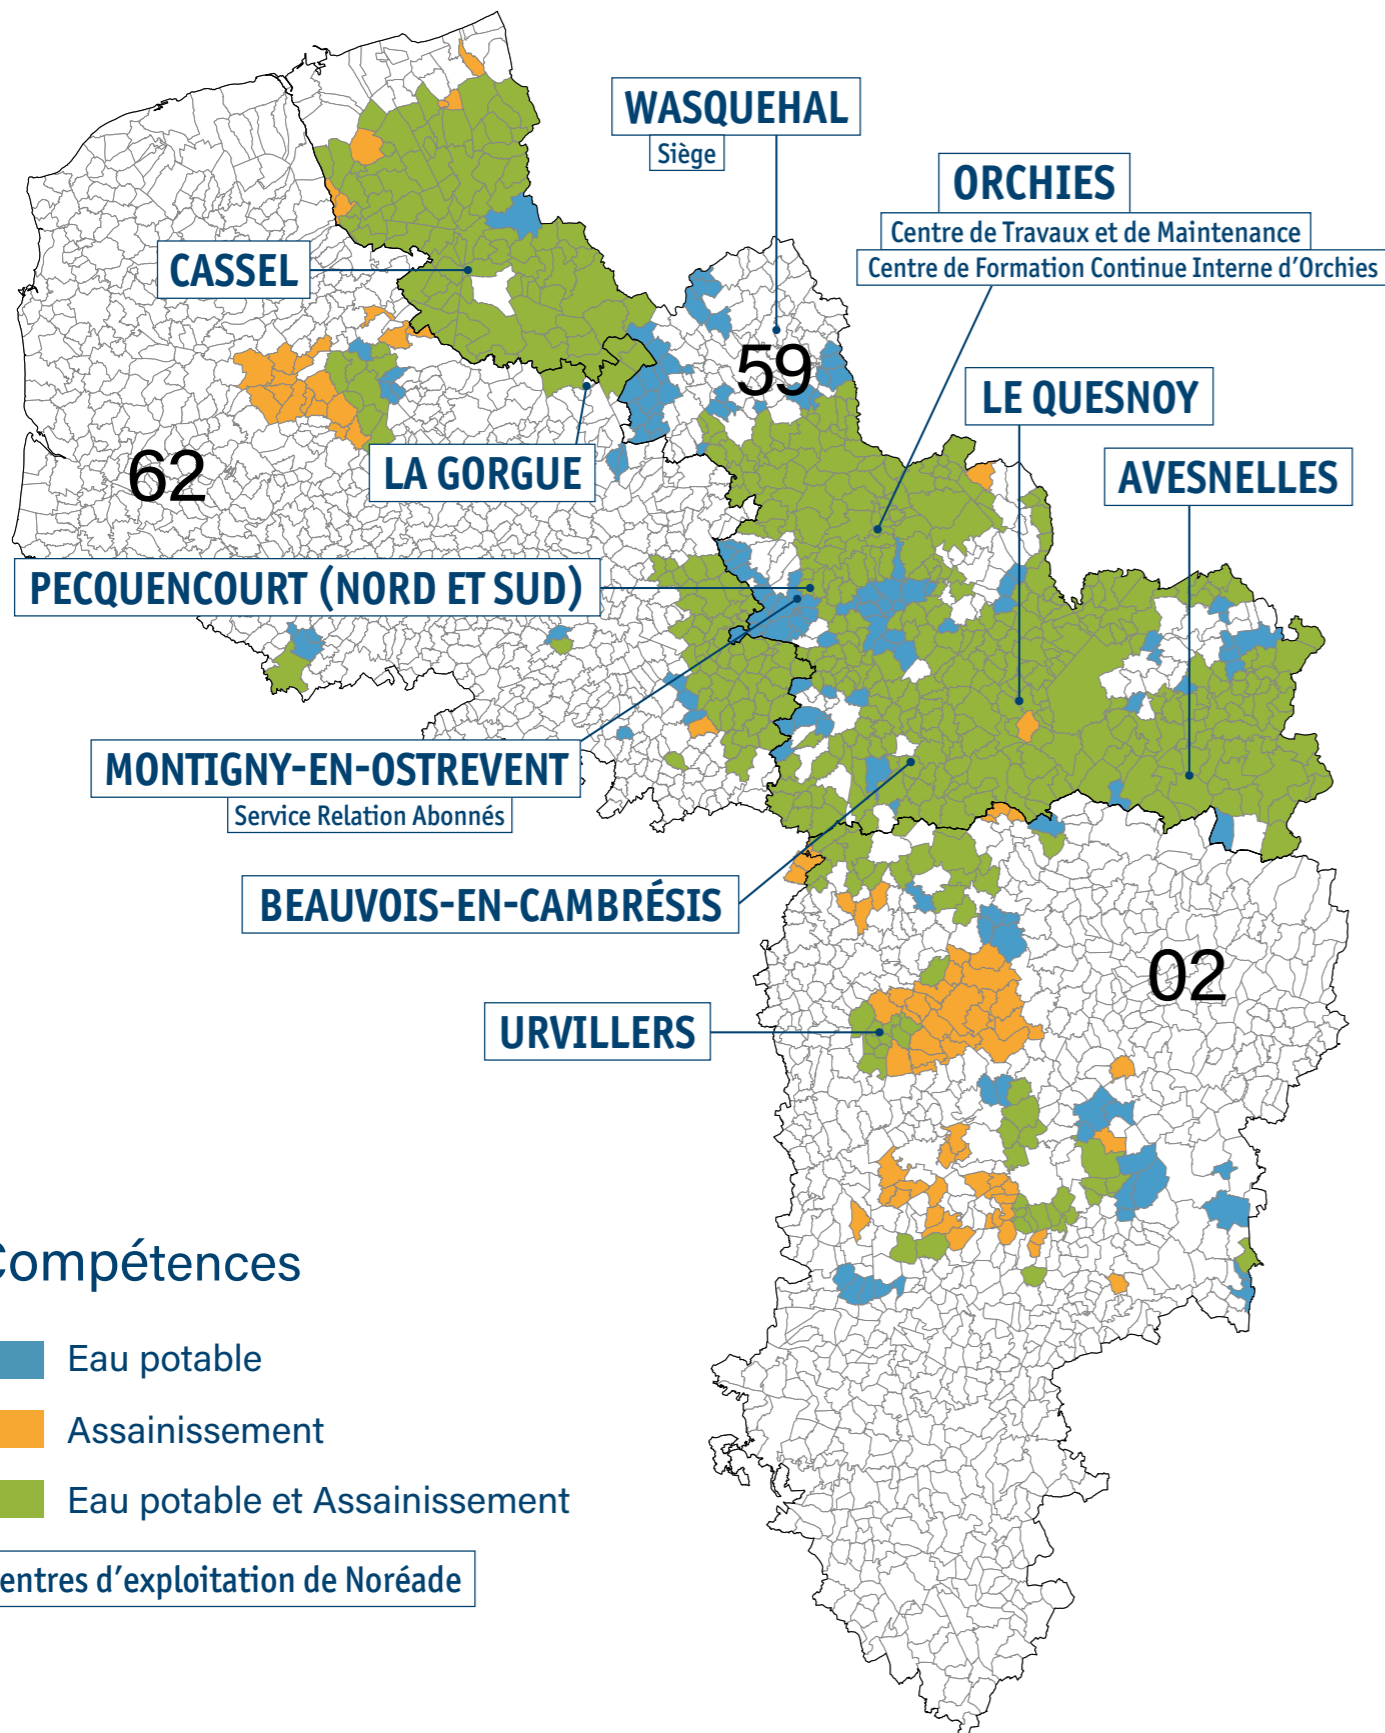 WASQUEHAL
Siège
ORCHIES
Centre de Travaux et de Maintenance
Centre de Formation Continue Interne d'Orchies
CASSEL
59
LE QUESNOY
62
LA GORGUE
AVESNELLES
PECQUENCOURT (NORD ET SUD)
MONTIGNY-EN-OSTREVENT
Service Relation Abonnés
BEAUVOIS-EN-CAMBRÉSIS
02
URVILLERS
Compétences
Eau potable
Assainissement
Eau potable et Assainissement
entres d'exploitation de Noréade